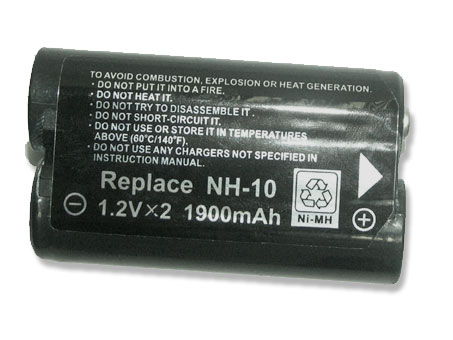 TO AVOID COMBUSTION, EXPLOSION OR HEAT GENERATION.
· DO NOT PUT IT INTO A FIRE.
· DO NOT HEAT IT.
· DO NOT TRY TO DISASSEMBLE IT.
· DO NOT SHORT-CIRCUIT IT.
· DO NOT USE OR STORE IT IN TEMPERATURES
ABOVE (60°C/140°F).
· DO NOT USE ANY CHARGERS NOT SPECIFIED IN
INSTRUCTION MANUAL.
Replace NH-10
1.2V×2 1900mAh
Ni-MH